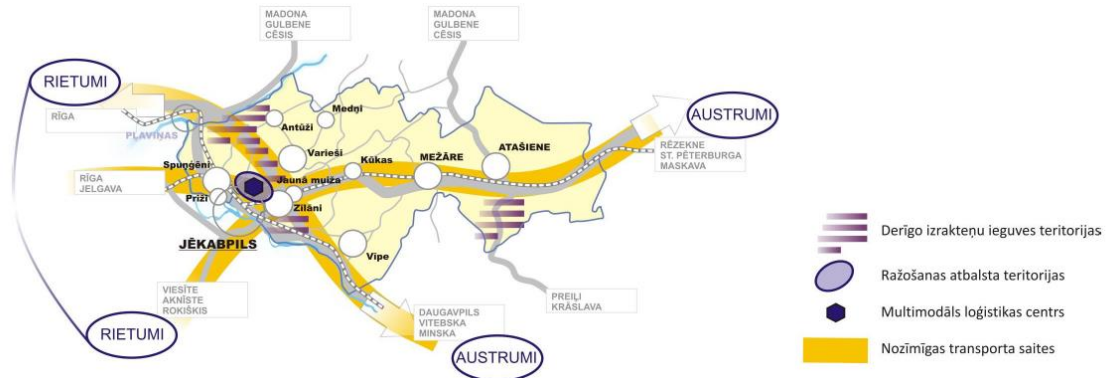 MADONA
GULBENE
CĒSIS
MADONA
GULBENE
CĒSIS
RIETUMI
RĪGA
PĻAVIŅAS
Medņi
Antūži
AUSTRUMI
RĒZEKNE
ST. PĒTERBURGA
MASKAVA
Varieši
ATAŠIENE
Spuņģēni
Kūkas
MEŽĀRE
RĪGA
JELGAVA
Jaunā muiža
Prīži
Zīlāni
JĒKABPILS
Vīpe
VIESĪTE
AKNĪSTE
ROKIŠĶIS
PREIĻI
KRĀSLAVA
RIETUMI
DAUGAVPILS
VITEBSKA
MINSKA
AUSTRUMI
Derīgo izrakteņu ieguves teritorijas
Ražošanas atbalsta teritorijas
Multimodāls loģistikas centrs
Nozīmīgas transporta saites